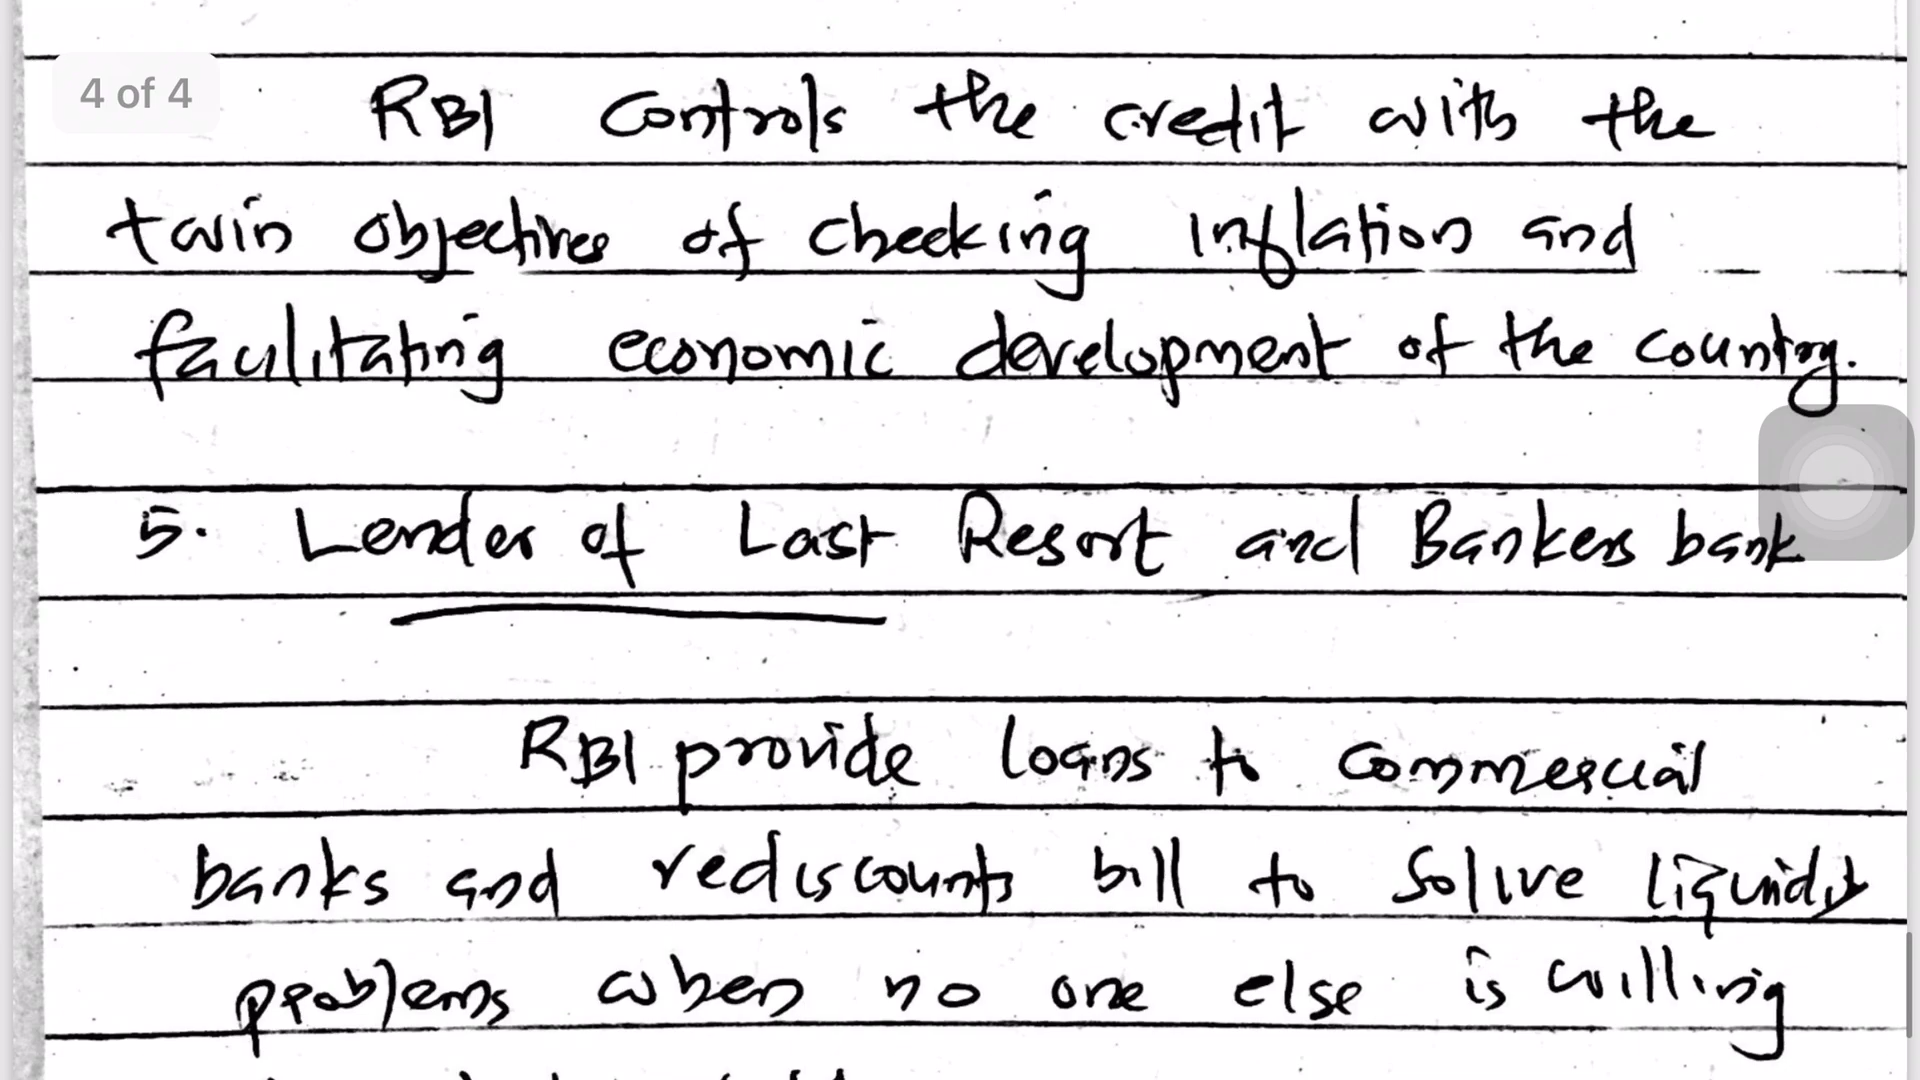 4 of 4
RBI controls the credit with the
twin objectives of checking inflation and
facilitating economic development of the country.
5. Lender of Last Resort and Bankers bank
RBI provide loans to commercial
banks and rediscounts bill to solve liquidity
problems when no one else is willing